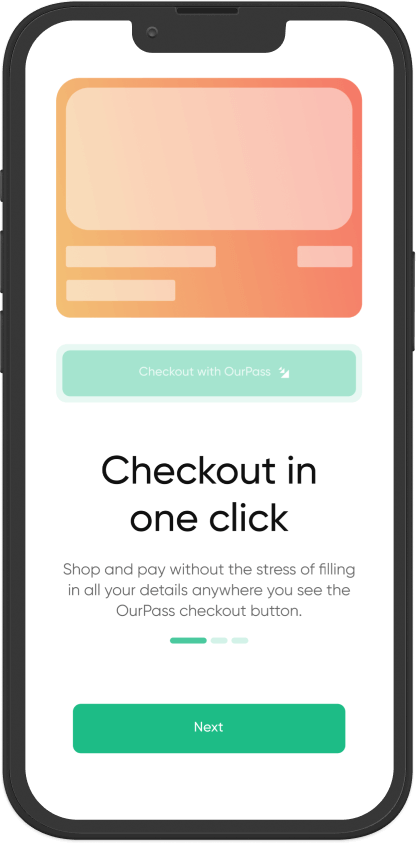 Checkout with OurPass
Checkout in
one click
Shop and pay without the stress of filling
in all your details anywhere you see the
OurPass checkout button.
Next